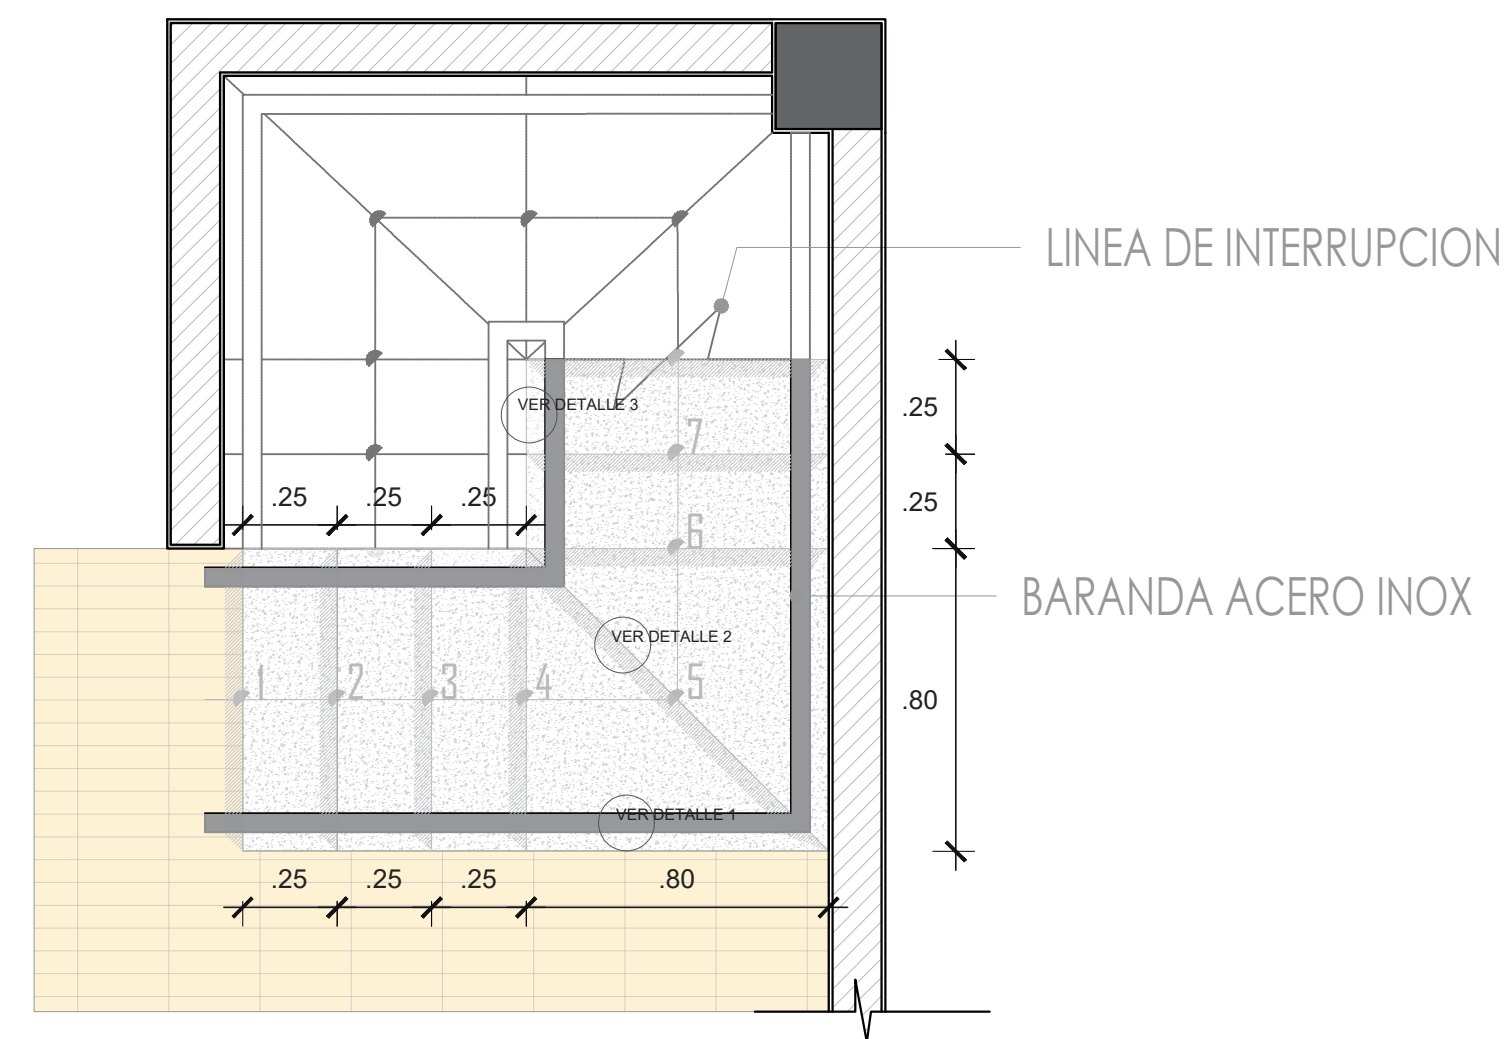 LINEA DE INTERRUPCION
.25
VER DETALLE 3
7
.25 .25 .25
.25
6
BARANDA ACERO INOX
VER DETALLE 2
1 2 3 4 5
.80
VER DETALLE 1
.25 .25 .25 .80